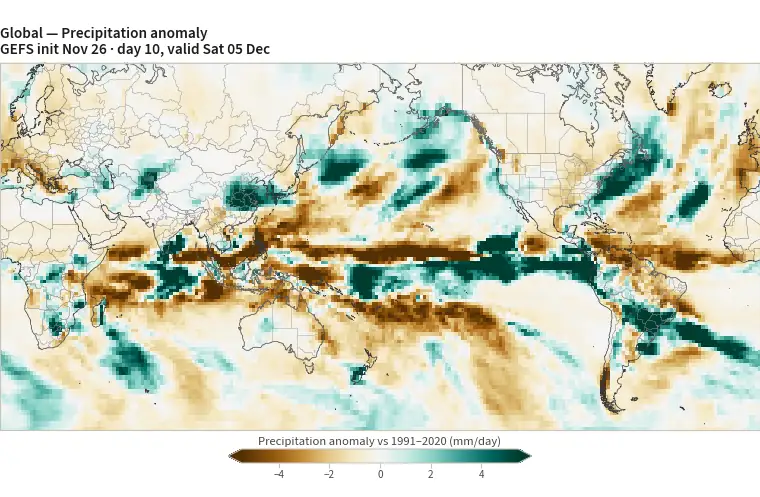 Global — Precipitation anomaly
GEFS init Nov 26 · day 10, valid Sat 05 Dec
Precipitation anomaly vs 1991–2020 (mm/day)
−4 −2 0 2 4